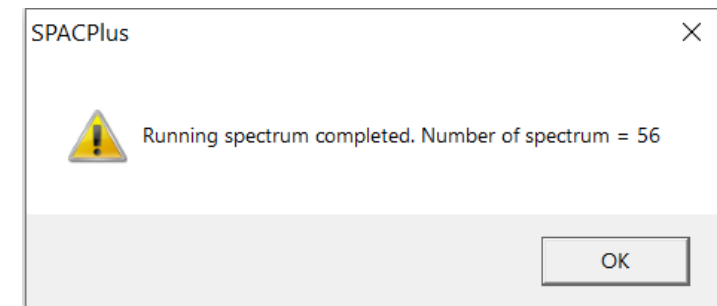 SPACPlus
Running spectrum completed. Number of spectrum = 56
OK